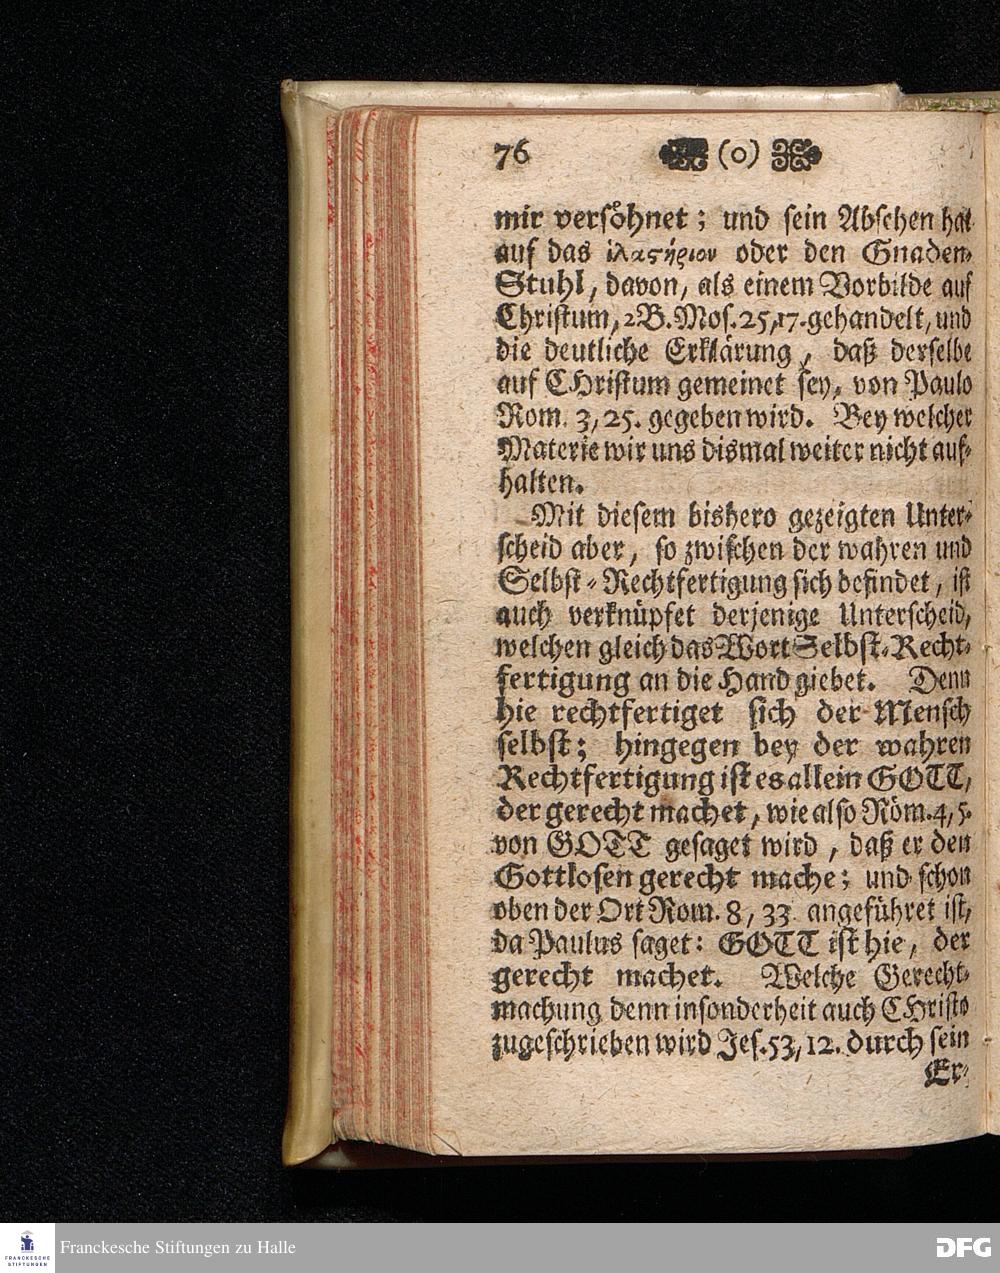 76 (o)
mir versöhnet; und sein Absehen hat
auf das ἱλαςήριον oder den Gnaden-
Stuhl, davon, als einem Vorbilde auf
Christum, 2B. Mos. 25,17. gehandelt, und
die deutliche Erklärung, daß derselbe
auf CHristum gemeinet sey, von Paulo
Rom. 3, 25. gegeben wird. Bey welcher
Materie wir uns dismal weiter nicht auf-
halten.
Mit diesem bishero gezeigten Unter-
scheid aber, so zwischen der wahren und
Selbst-Rechtfertigung sich befindet, ist
auch verknüpfet derjenige Unterscheid,
welchen gleich das Wort Selbst-Recht-
fertigung an die Hand giebet. Denn
hie rechtfertiget sich der Mensch
selbst; hingegen bey der wahren
Rechtfertigung ist es allein GOTT,
der gerecht machet, wie also Röm. 4, 5.
von GOTT gesaget wird, daß er den
Gottlosen gerecht mache; und schon
oben der Ort Rom. 8, 33. angeführet ist,
da Paulus saget: GOTT ist hie, der
gerecht machet. Welche Gerecht-
machung denn insonderheit auch CHristo
zugeschrieben wird Jes. 53, 12. durch sein
Er-
FRANCKESCHE
STIFTUNGEN
Franckesche Stiftungen zu Halle
DFG